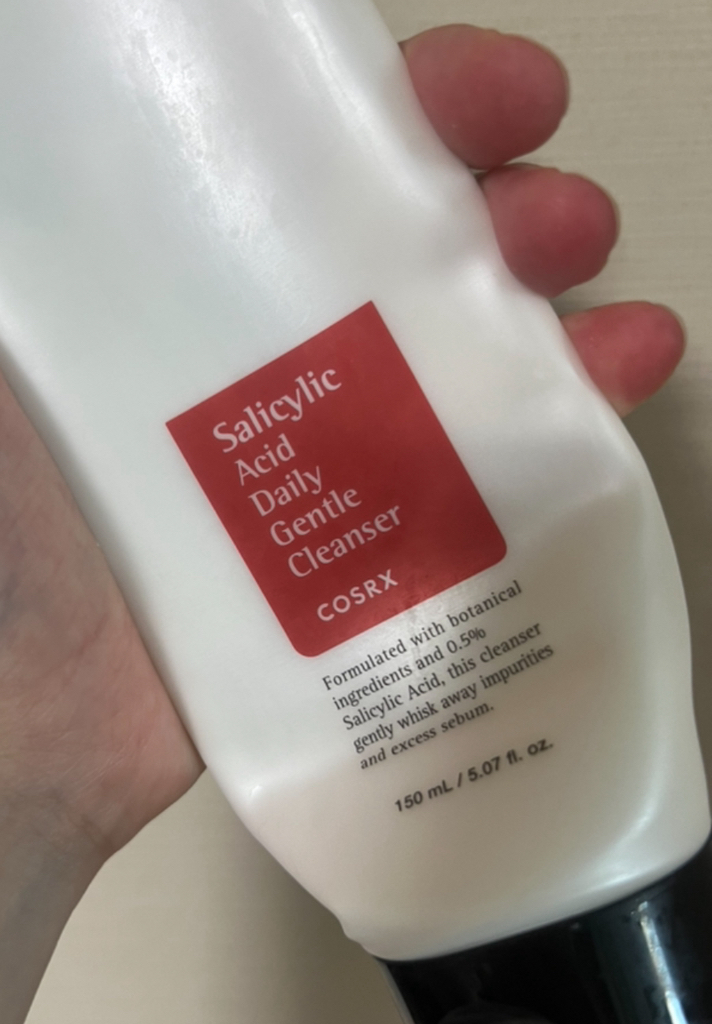 Salicylic
Acid
Daily
Gentle
Cleanser
COSRX
Formulated with botanical
ingredients and 0.5%
Salicylic Acid, this cleanser
gently whisk away impurities
and excess sebum.
150 mL / 5.07 fl. oz.